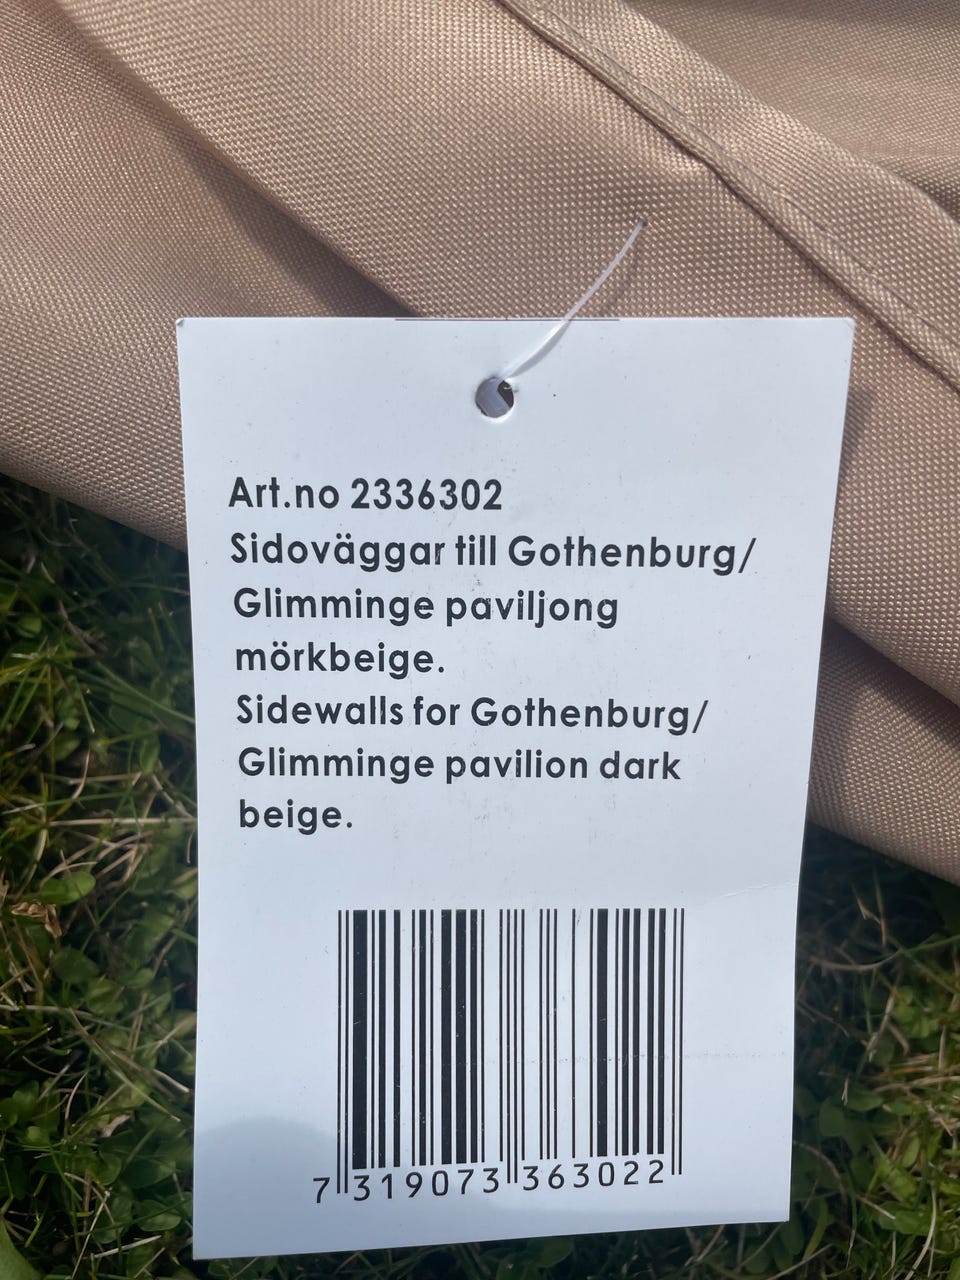 Art.no 2336302
Sidoväggar till Gothenburg/
Glimminge paviljong
mörkbeige.
Sidewalls for Gothenburg/
Glimminge pavilion dark
beige.
7 319073 363022